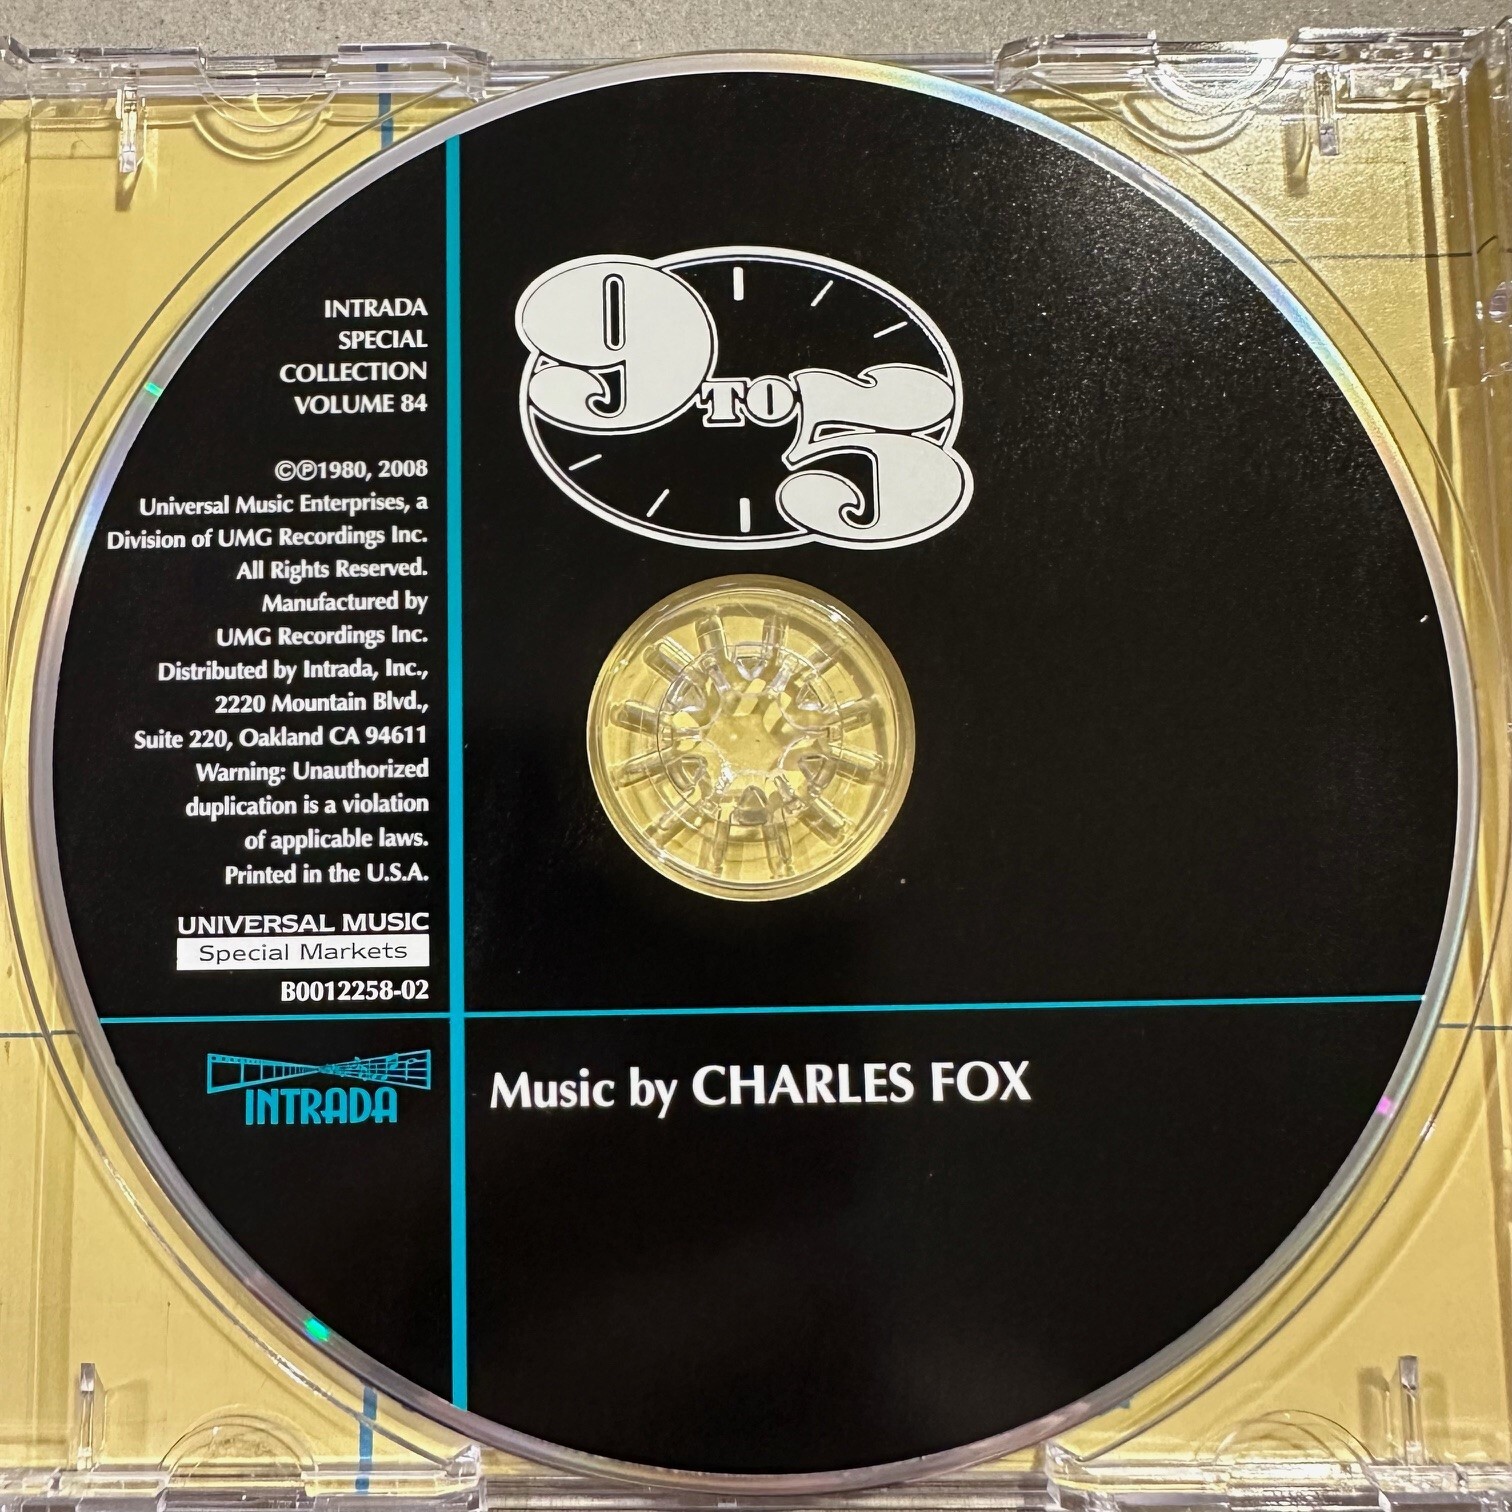 INTRADA
SPECIAL
COLLECTION
VOLUME 84
©℗1980, 2008
Universal Music Enterprises, a
Division of UMG Recordings Inc.
All Rights Reserved.
Manufactured by
UMG Recordings Inc.
Distributed by Intrada, Inc.,
2220 Mountain Blvd.,
Suite 220, Oakland CA 94611
Warning: Unauthorized
duplication is a violation
of applicable laws.
Printed in the U.S.A.
UNIVERSAL MUSIC
Special Markets
B0012258-02
INTRADA
9 TO 5
Music by CHARLES FOX